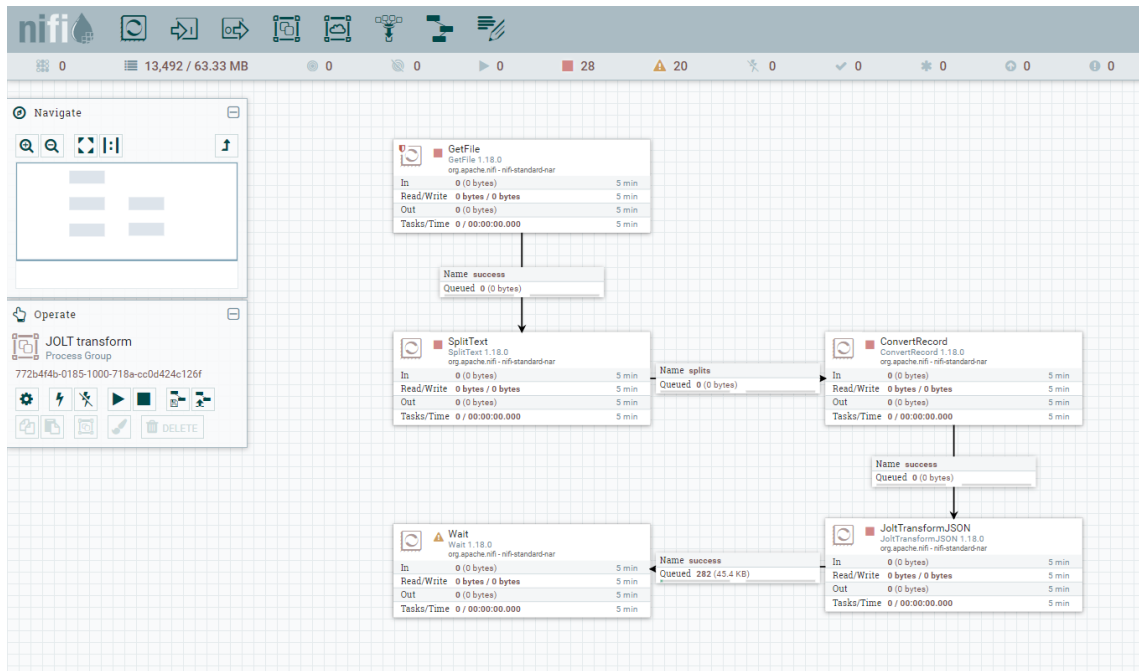 nifi
0 13,492 / 63.33 MB 0 0 0 28 20 0 0 0 0 0
Navigate
Operate
JOLT transform
Process Group
772b4f4b-0185-1000-718a-cc0d424c126f
DELETE
GetFile
GetFile 1.18.0
org.apache.nifi - nifi-standard-nar
In 0 (0 bytes) 5 min
Read/Write 0 bytes / 0 bytes 5 min
Out 0 (0 bytes) 5 min
Tasks/Time 0 / 00:00:00.000 5 min
Name success
Queued 0 (0 bytes)
SplitText
SplitText 1.18.0
org.apache.nifi - nifi-standard-nar
In 0 (0 bytes) 5 min
Read/Write 0 bytes / 0 bytes 5 min
Out 0 (0 bytes) 5 min
Tasks/Time 0 / 00:00:00.000 5 min
Name splits
Queued 0 (0 bytes)
ConvertRecord
ConvertRecord 1.18.0
org.apache.nifi - nifi-standard-nar
In 0 (0 bytes) 5 min
Read/Write 0 bytes / 0 bytes 5 min
Out 0 (0 bytes) 5 min
Tasks/Time 0 / 00:00:00.000 5 min
Name success
Queued 0 (0 bytes)
JoltTransformJSON
JoltTransformJSON 1.18.0
org.apache.nifi - nifi-standard-nar
In 0 (0 bytes) 5 min
Read/Write 0 bytes / 0 bytes 5 min
Out 0 (0 bytes) 5 min
Tasks/Time 0 / 00:00:00.000 5 min
Name success
Queued 282 (45.4 KB)
Wait
Wait 1.18.0
org.apache.nifi - nifi-standard-nar
In 0 (0 bytes) 5 min
Read/Write 0 bytes / 0 bytes 5 min
Out 0 (0 bytes) 5 min
Tasks/Time 0 / 00:00:00.000 5 min